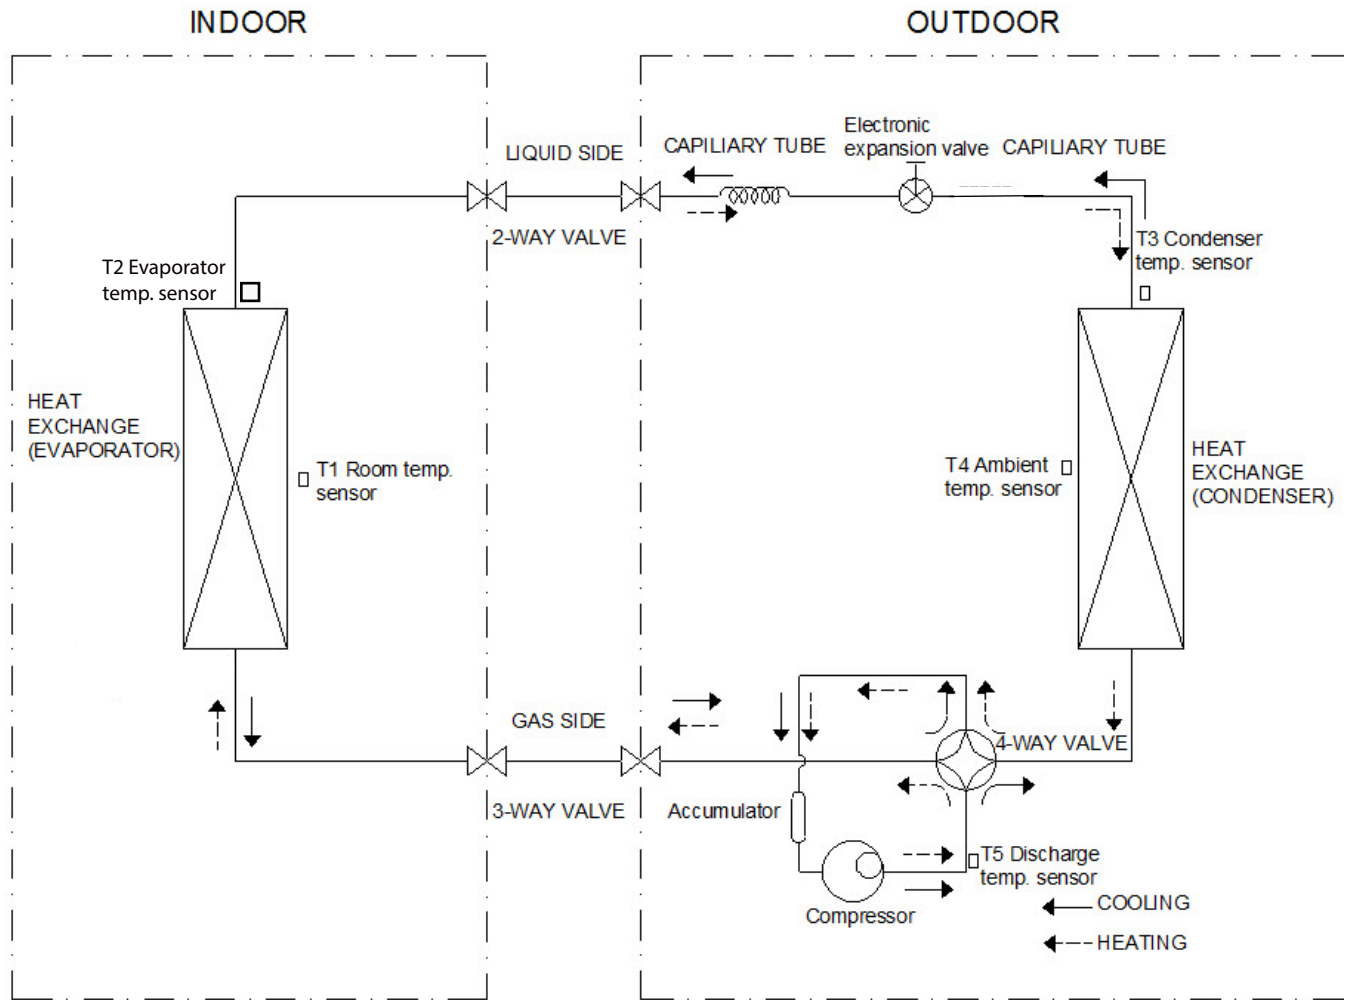 INDOOR
OUTDOOR
Electronic
expansion valve
LIQUID SIDE
CAPILIARY TUBE
CAPILIARY TUBE
2-WAY VALVE
T3 Condenser
temp. sensor
T2 Evaporator
temp. sensor
HEAT
EXCHANGE
(EVAPORATOR)
T1 Room temp.
sensor
T4 Ambient
temp. sensor
HEAT
EXCHANGE
(CONDENSER)
GAS SIDE
4-WAY VALVE
3-WAY VALVE
Accumulator
T5 Discharge
temp. sensor
Compressor
COOLING
HEATING